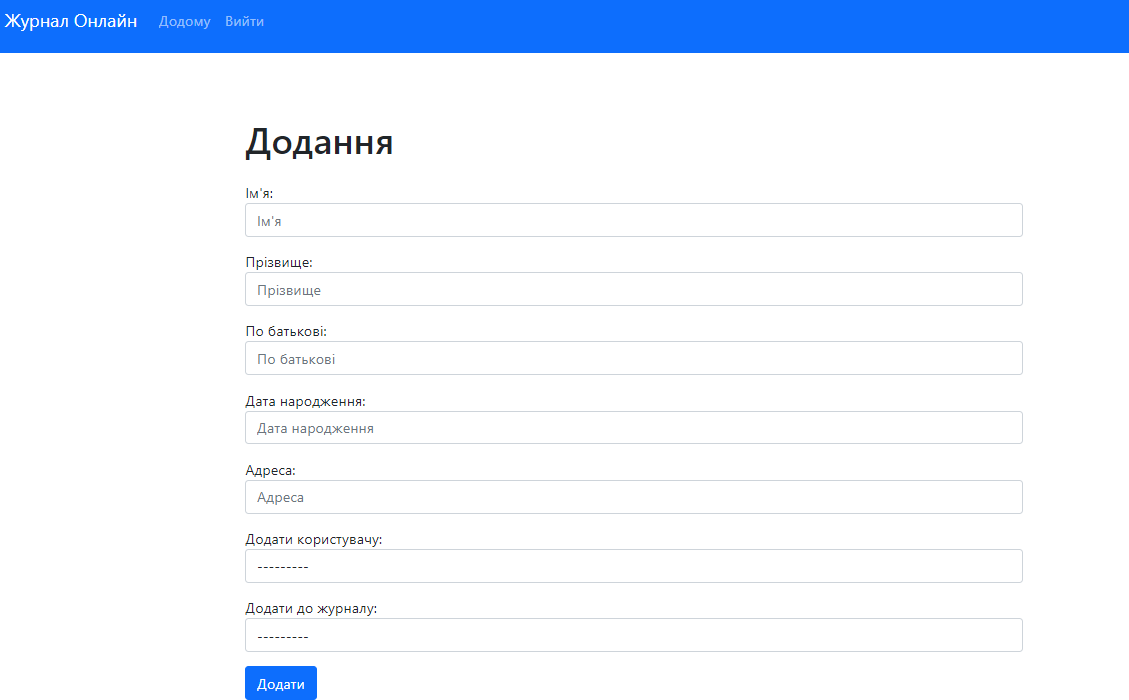 Журнал Онлайн Додому Вийти
Додання
Ім'я:
Ім'я
Прізвище:
Прізвище
По батькові:
По батькові
Дата народження:
Дата народження
Адреса:
Адреса
Додати користувачу:
---------
Додати до журналу:
---------
Додати